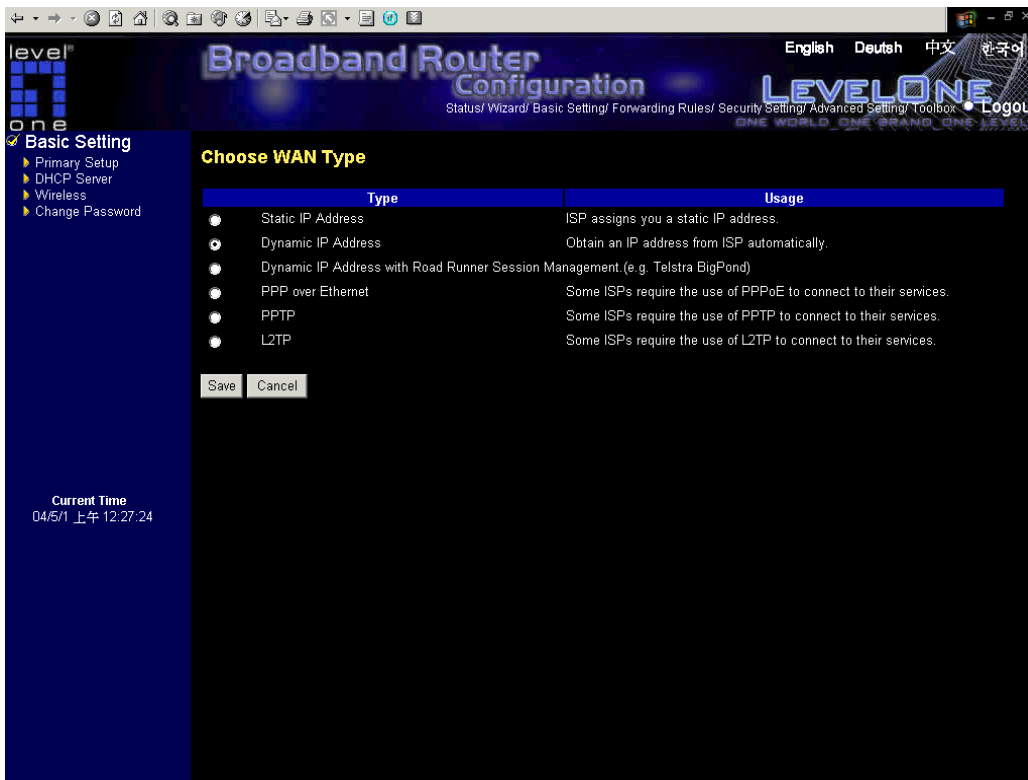 level®
one
Broadband Router
Configuration
English Deutsh 中文 한국어
LEVELONE
Status/ Wizard/ Basic Setting/ Forwarding Rules/ Security Setting/ Advanced Setting/ Toolbox Logou
ONE WORLD ONE BRAND ONE LEVEL
Basic Setting
Primary Setup
DHCP Server
Wireless
Change Password
Choose WAN Type
Type Usage
Static IP Address ISP assigns you a static IP address.
Dynamic IP Address Obtain an IP address from ISP automatically.
Dynamic IP Address with Road Runner Session Management.(e.g. Telstra BigPond)
PPP over Ethernet Some ISPs require the use of PPPoE to connect to their services.
PPTP Some ISPs require the use of PPTP to connect to their services.
L2TP Some ISPs require the use of L2TP to connect to their services.
Save Cancel
Current Time
04/5/1 上午 12:27:24